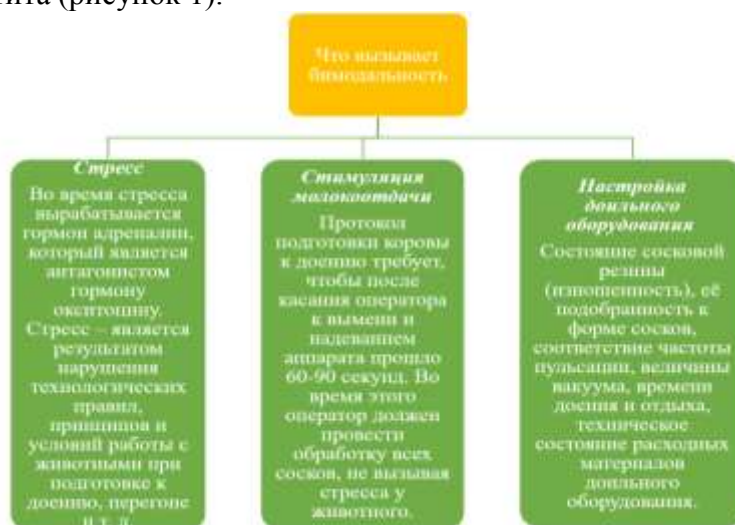 (рисунок 1).
Что вызывает
бимодальность
Стресс
Во время стресса
вырабатывается
гормон адреналин,
который является
антагонистом
гормону
окситоцину.
Стресс – является
результатом
нарушения
технологических
правил,
принципов и
условий работы с
животными при
подготовке к
доению, перегоне
и т. д.
Стимуляция
молокоотдачи
Протокол
подготовки коровы
к доению требует,
чтобы после
касания оператора
к вымени и
надеванием
аппарата прошло
60-90 секунд. Во
время этого
оператор должен
провести
обработку всех
сосков, не вызывая
стресса у
животного.
Настройка
доильного
оборудования
Состояние сосковой
резины
(изношенность), её
подобранность к
форме сосков,
соответствие частоты
пульсации, величины
вакуума, времени
доения и отдыха,
техническое
состояние расходных
материалов
доильного
оборудования.